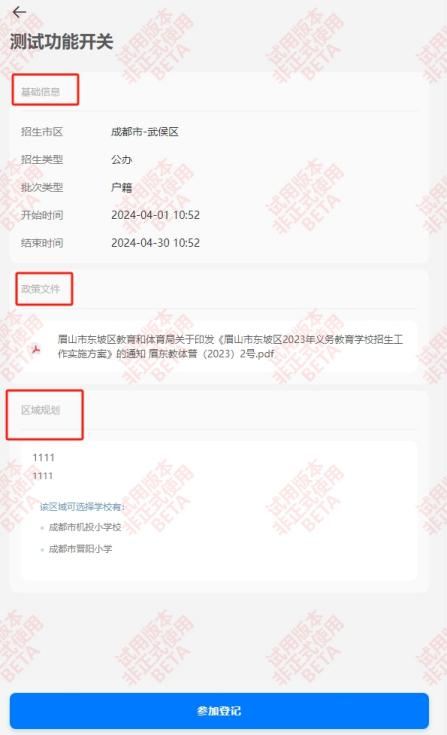 测试功能开关
基础信息
招生市区 成都市-武侯区
招生类型 公办
批次类型 户籍
开始时间 2024-04-01 10:52
结束时间 2024-04-30 10:52
政策文件
眉山市东坡区教育和体育局关于印发《眉山市东坡区2023年义务教育学校招生工
作实施方案》的通知 眉东教体普（2023）2号.pdf
区域规划
1111
1111
该区域可选择学校有:
成都市机投小学校
成都市晋阳小学
参加登记
试用版本
非正式使用
BETA